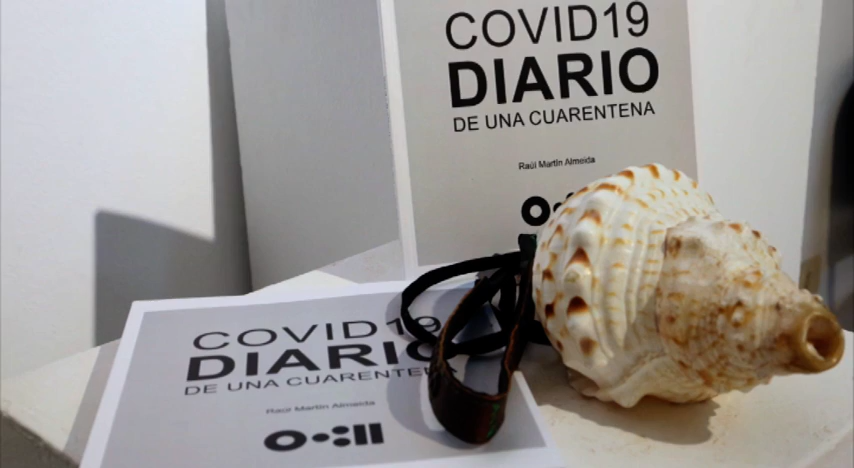 COVID19
DIARIO
DE UNA CUARENTENA
Raúl Martín Almeida
COVID19
DIARIO
DE UNA CUARENTENA
Raúl Martín Almeida